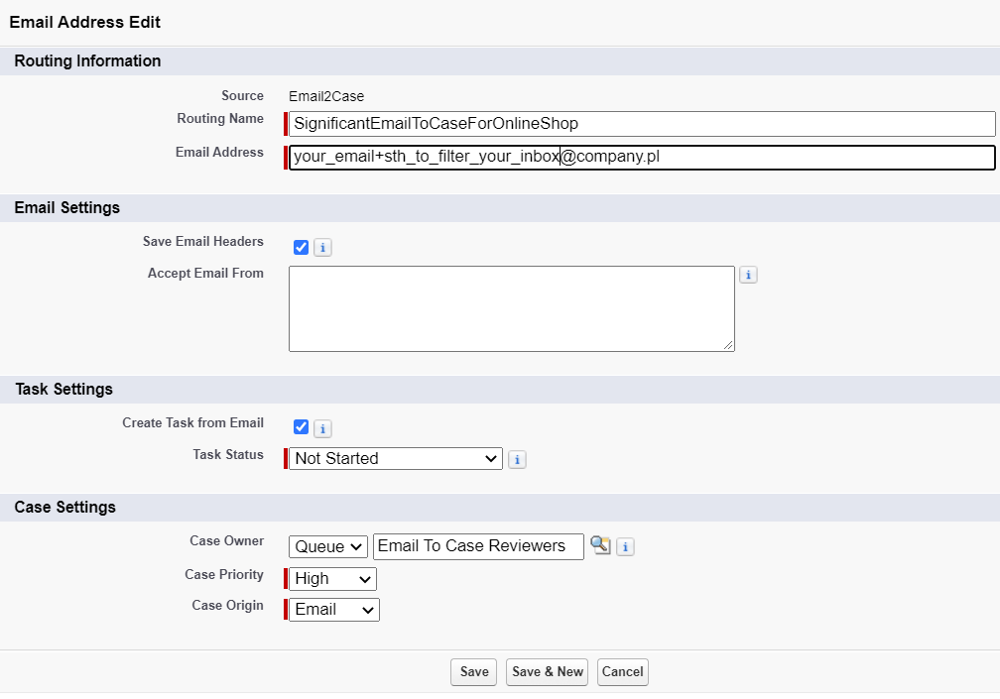 Email Address Edit
Routing Information
Source Email2Case
Routing Name SignificantEmailToCaseForOnlineShop
Email Address your_email+sth_to_filter_your_inbox@company.pl
Email Settings
Save Email Headers i
Accept Email From i
Task Settings
Create Task from Email i
Task Status Not Started i
Case Settings
Case Owner Queue Email To Case Reviewers i
Case Priority High
Case Origin Email
Save Save & New Cancel